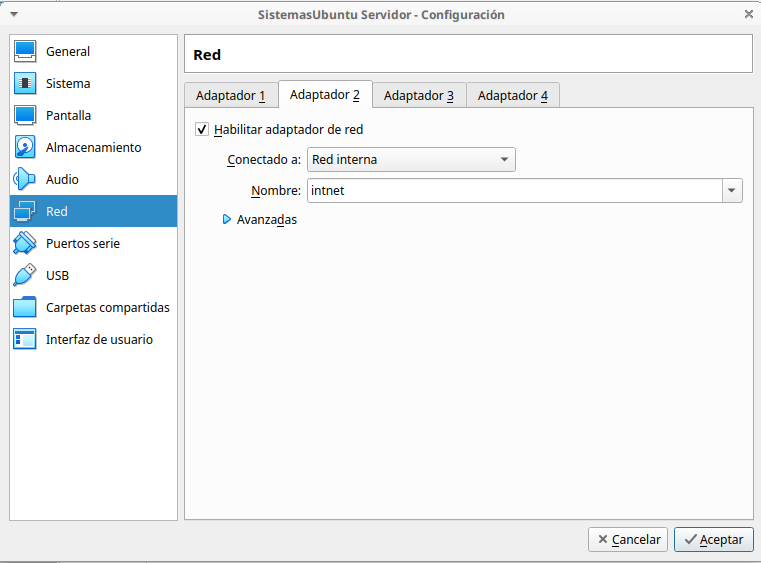 SistemasUbuntu Servidor - Configuración
General
Sistema
Pantalla
Almacenamiento
Audio
Red
Puertos serie
USB
Carpetas compartidas
Interfaz de usuario
Red
Adaptador 1 Adaptador 2 Adaptador 3 Adaptador 4
Habilitar adaptador de red
Conectado a: Red interna
Nombre: intnet
Avanzadas
Cancelar Aceptar